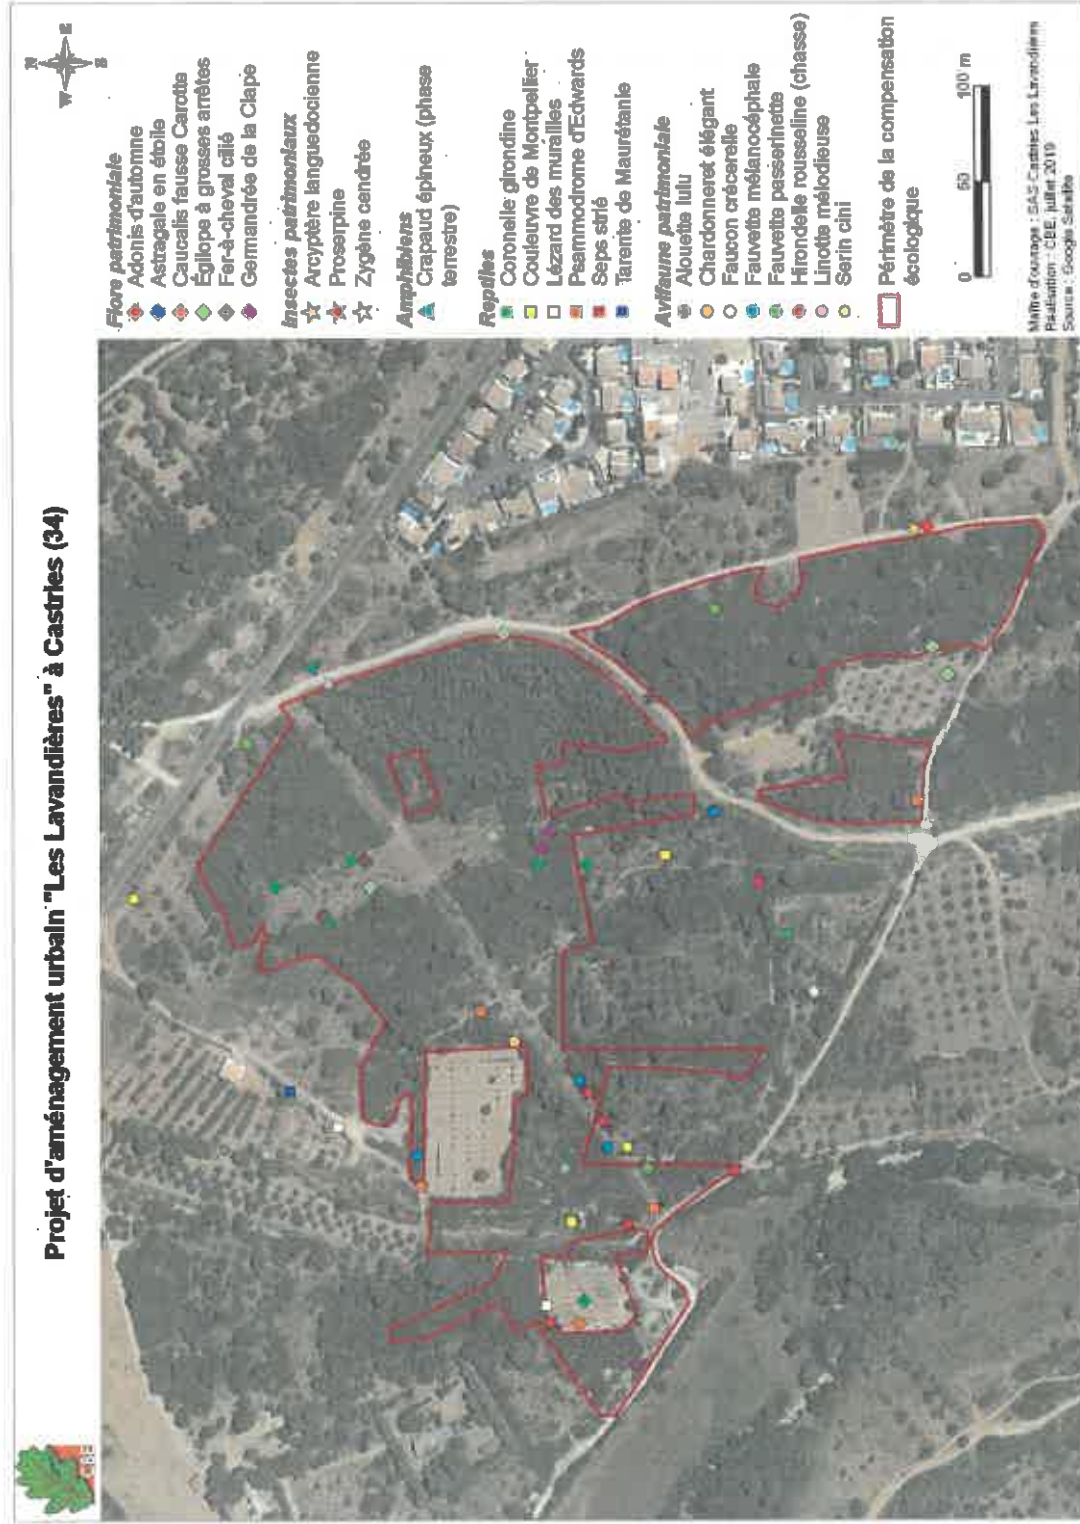 Projet d'aménagement urbain "Les Lavandières" à Castries (34)
N
W
E
S
Flore patrimoniale
Adonis d'automne
Astragale en étoile
Caucalis fausse Carotte
Égilope à grosses arrêtes
Fer-à-cheval cilié
Germandrée de la Clape
Insectes patrimoniaux
Arcyptère languedocienne
Proserpine
Zygène cendrée
Amphibiens
Crapaud épineux (phase
terrestre)
Reptiles
Coronelle girondine
Couleuvre de Montpellier
Lézard des murailles
Psammodrome d'Edwards
Seps strié
Tarente de Maurétanie
Avifaune patrimoniale
Alouette lulu
Chardonneret élégant
Faucon crécerelle
Fauvette mélanocéphale
Fauvette passerinette
Hirondelle rousseline (chasse)
Linotte mélodieuse
Serin cini
Périmètre de la compensation
écologique
0 50 100 m
Maître d'ouvrage : SAS Castries Les Lavandières
Réalisation : CBE, juillet 2019
Source : Google Satellite
CBE